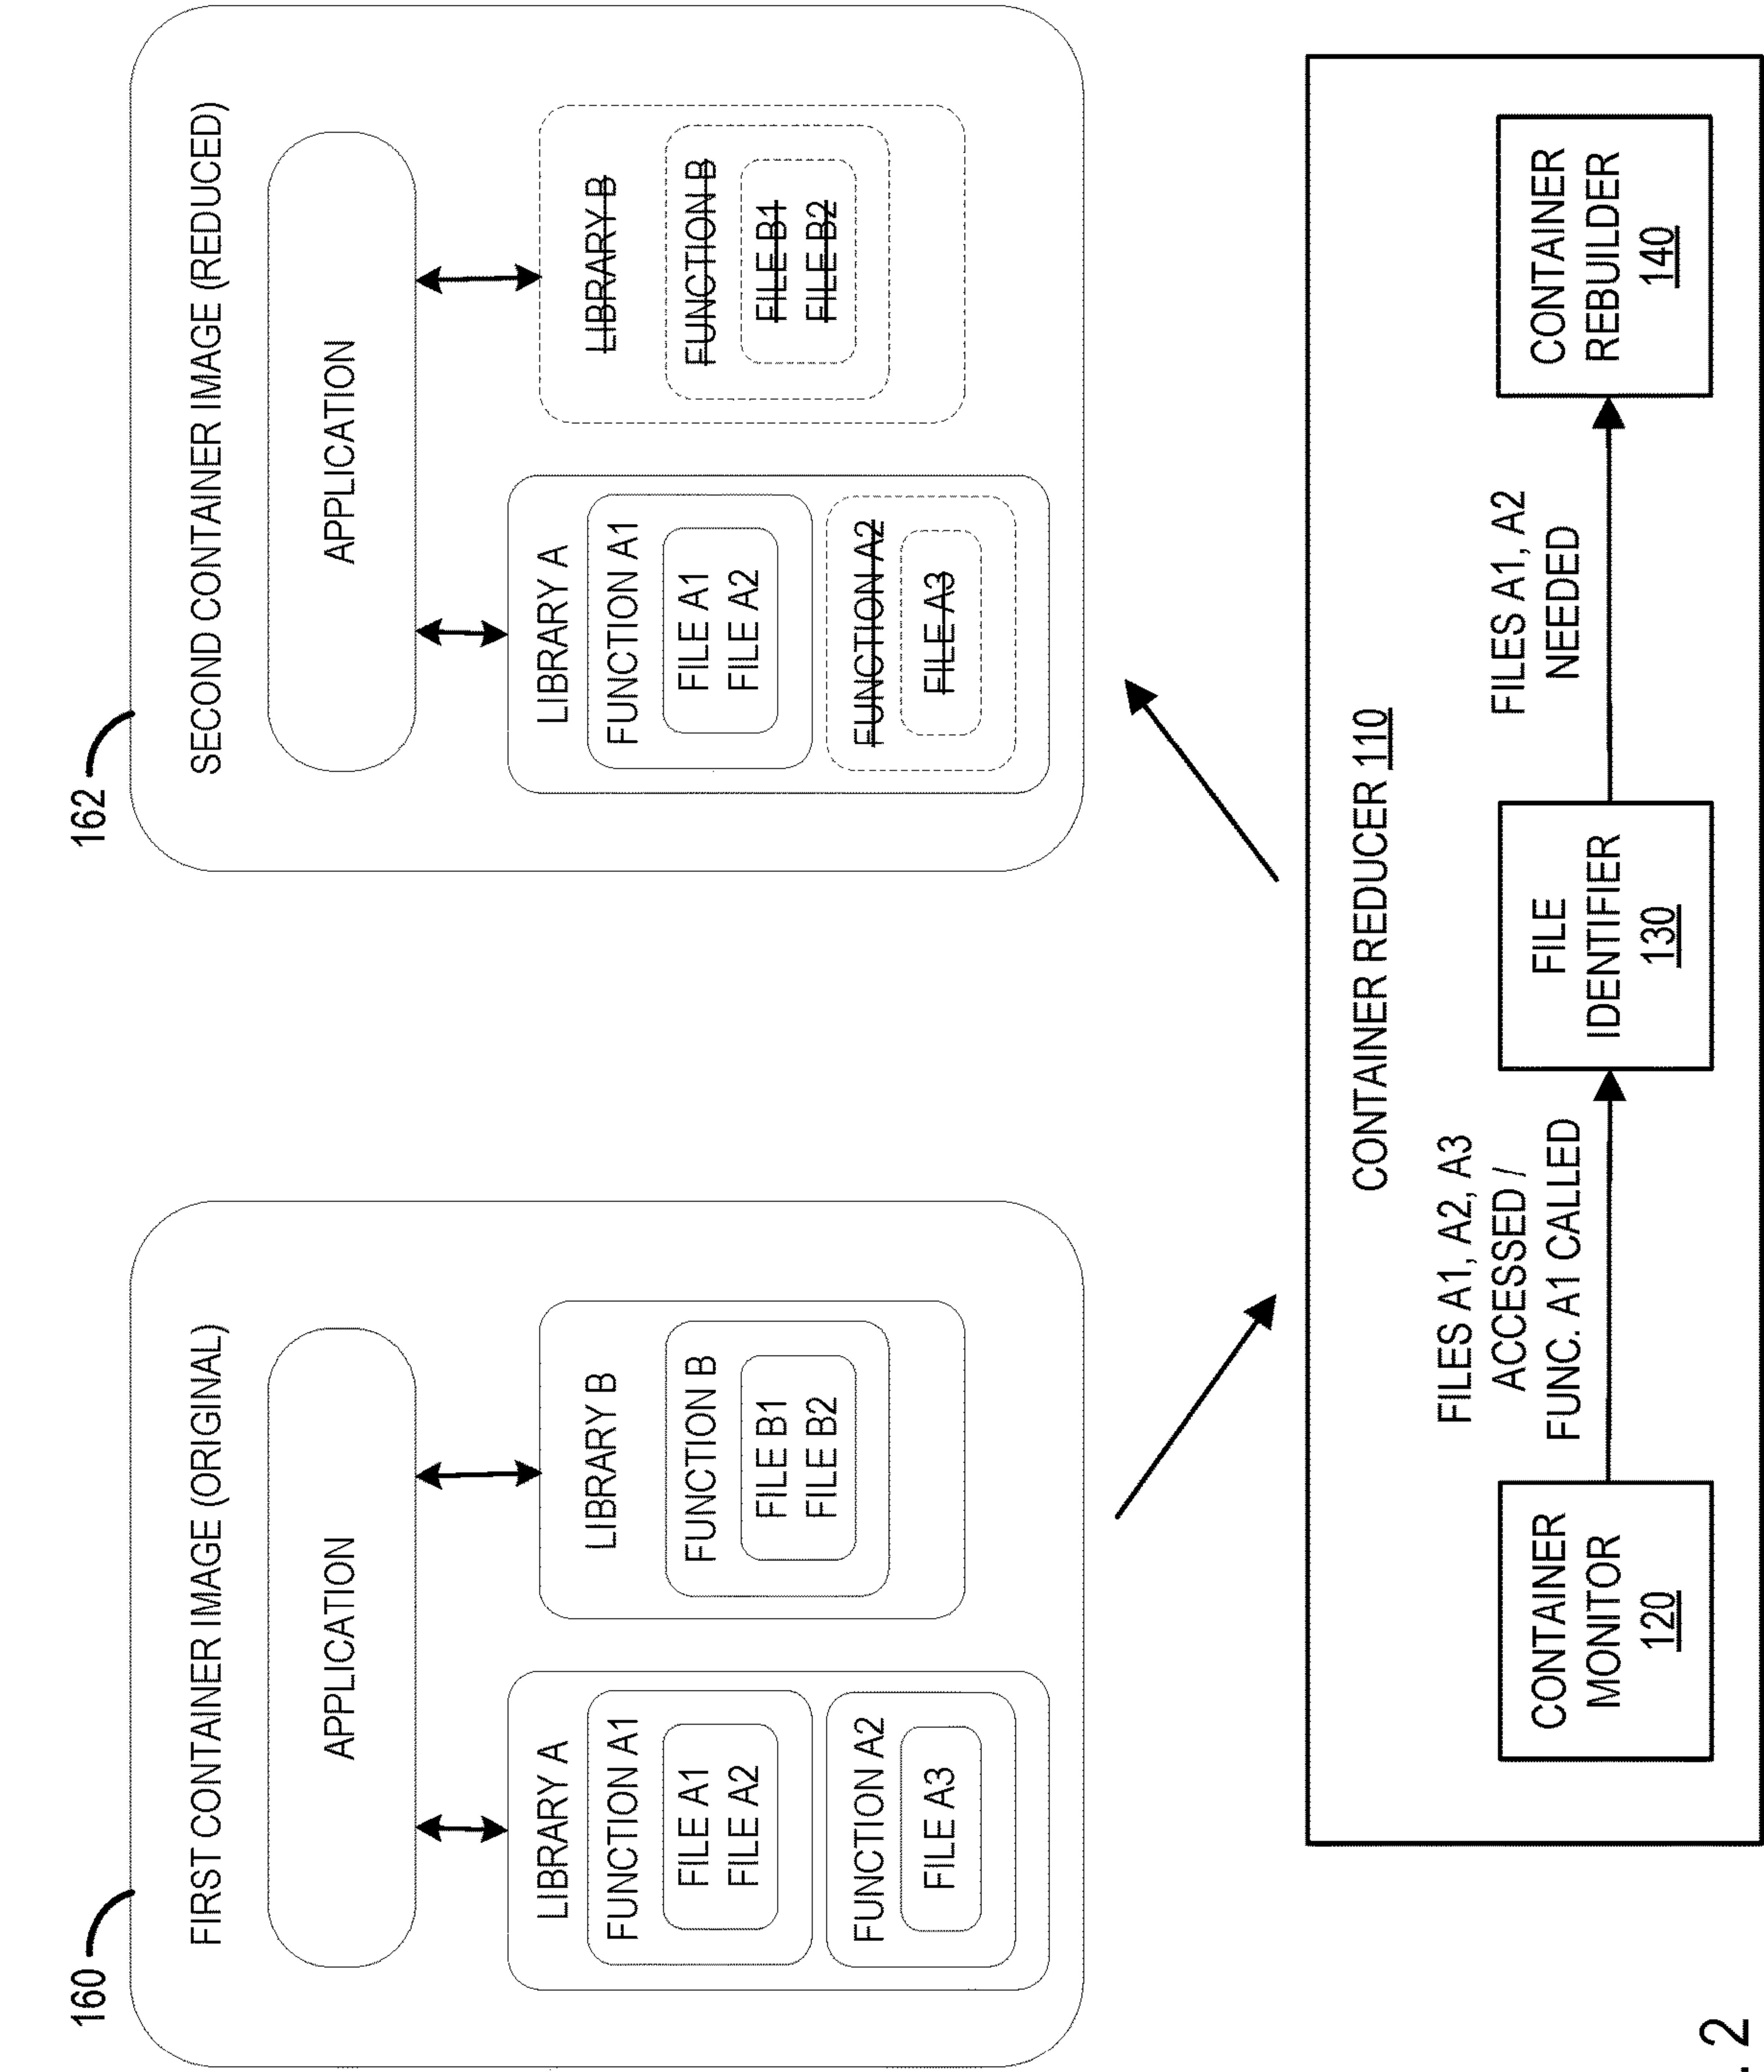 160
FIRST CONTAINER IMAGE (ORIGINAL)
APPLICATION
LIBRARY A
FUNCTION A1
FILE A1
FILE A2
FUNCTION A2
FILE A3
LIBRARY B
FUNCTION B
FILE B1
FILE B2
162
SECOND CONTAINER IMAGE (REDUCED)
APPLICATION
LIBRARY A
FUNCTION A1
FILE A1
FILE A2
FUNCTION A2
FILE A3
LIBRARY B
FUNCTION B
FILE B1
FILE B2
CONTAINER REDUCER 110
CONTAINER
MONITOR
120
FILES A1, A2, A3
ACCESSED /
FUNC. A1 CALLED
FILE
IDENTIFIER
130
FILES A1, A2
NEEDED
CONTAINER
REBUILDER
140
. 2